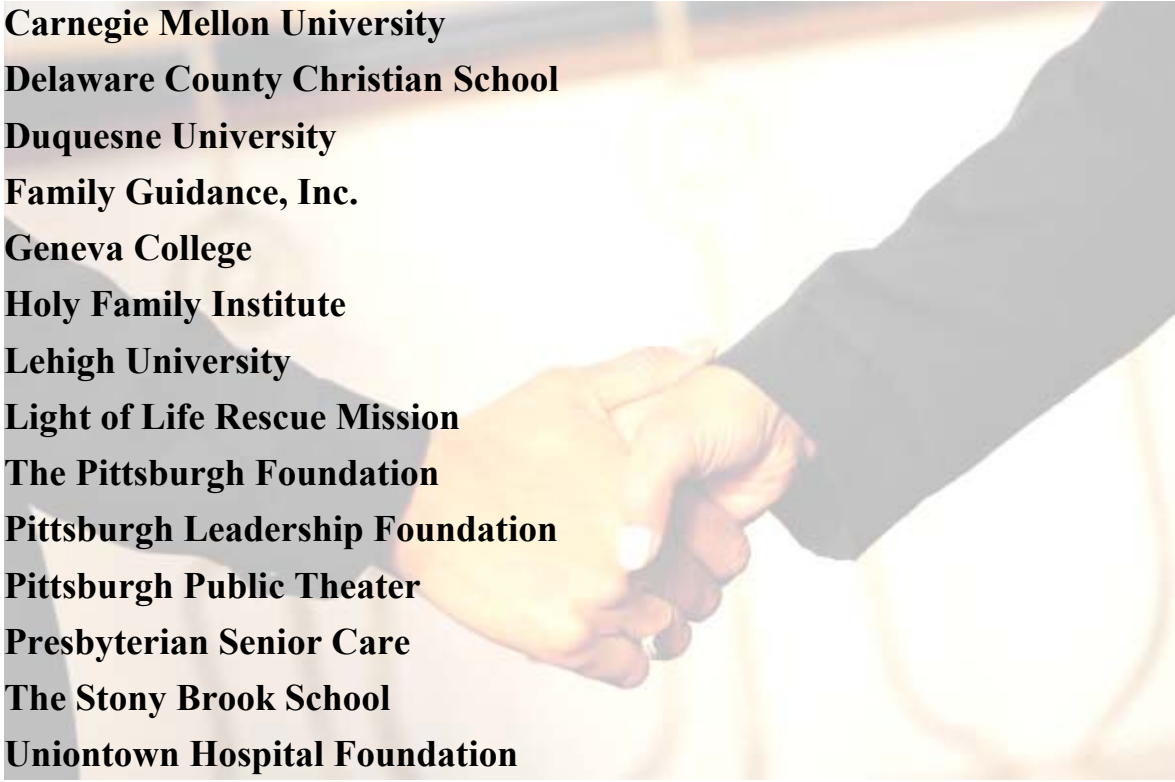 Carnegie Mellon University
Delaware County Christian School
Duquesne University
Family Guidance, Inc.
Geneva College
Holy Family Institute
Lehigh University
Light of Life Rescue Mission
The Pittsburgh Foundation
Pittsburgh Leadership Foundation
Pittsburgh Public Theater
Presbyterian Senior Care
The Stony Brook School
Uniontown Hospital Foundation